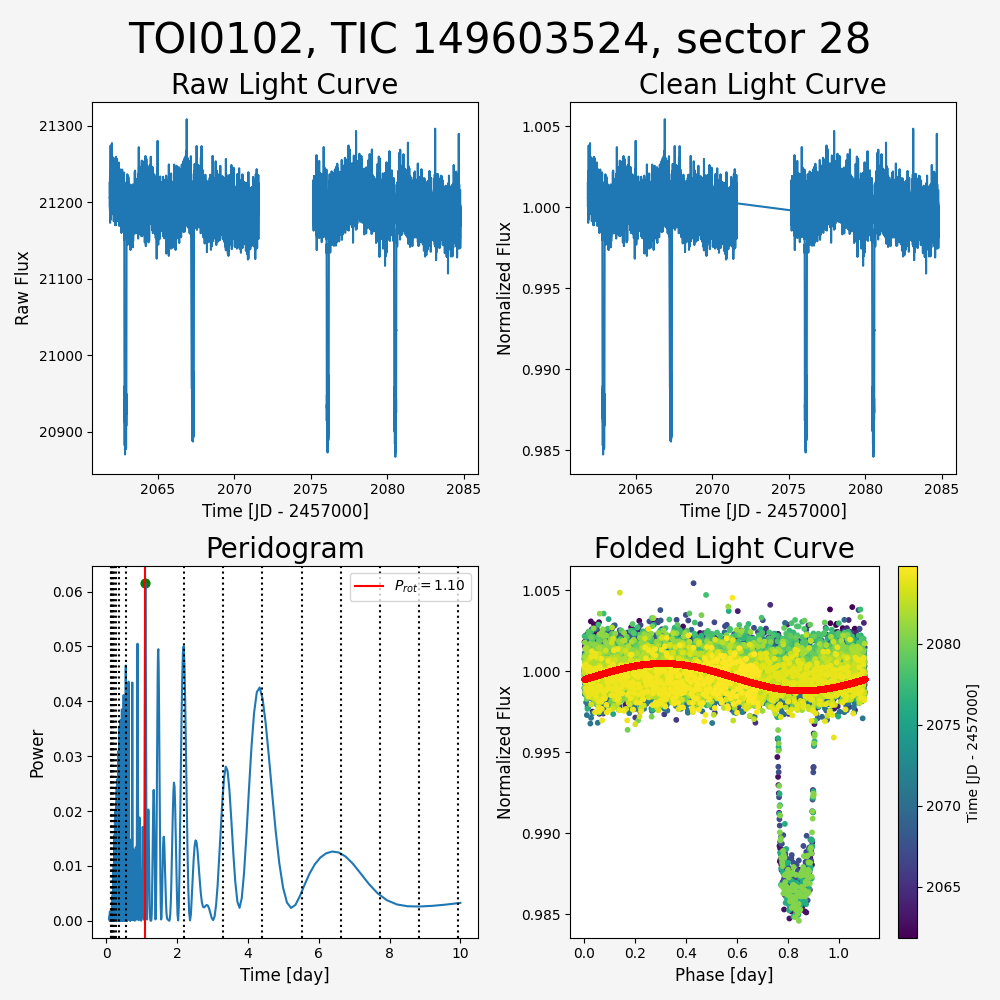 TOI0102, TIC 149603524, sector 28
Raw Light Curve
21300
21200
21100
21000
20900
Raw Flux
2065 2070 2075 2080 2085
Time [JD - 2457000]
Clean Light Curve
1.005
1.000
0.995
0.990
0.985
Normalized Flux
2065 2070 2075 2080 2085
Time [JD - 2457000]
Peridogram
P_rot = 1.10
0.06
0.05
0.04
0.03
0.02
0.01
0.00
Power
0 2 4 6 8 10
Time [day]
Folded Light Curve
1.005
1.000
0.995
0.990
0.985
Normalized Flux
0.0 0.2 0.4 0.6 0.8 1.0
Phase [day]
2080
2075
2070
2065
Time [JD - 2457000]